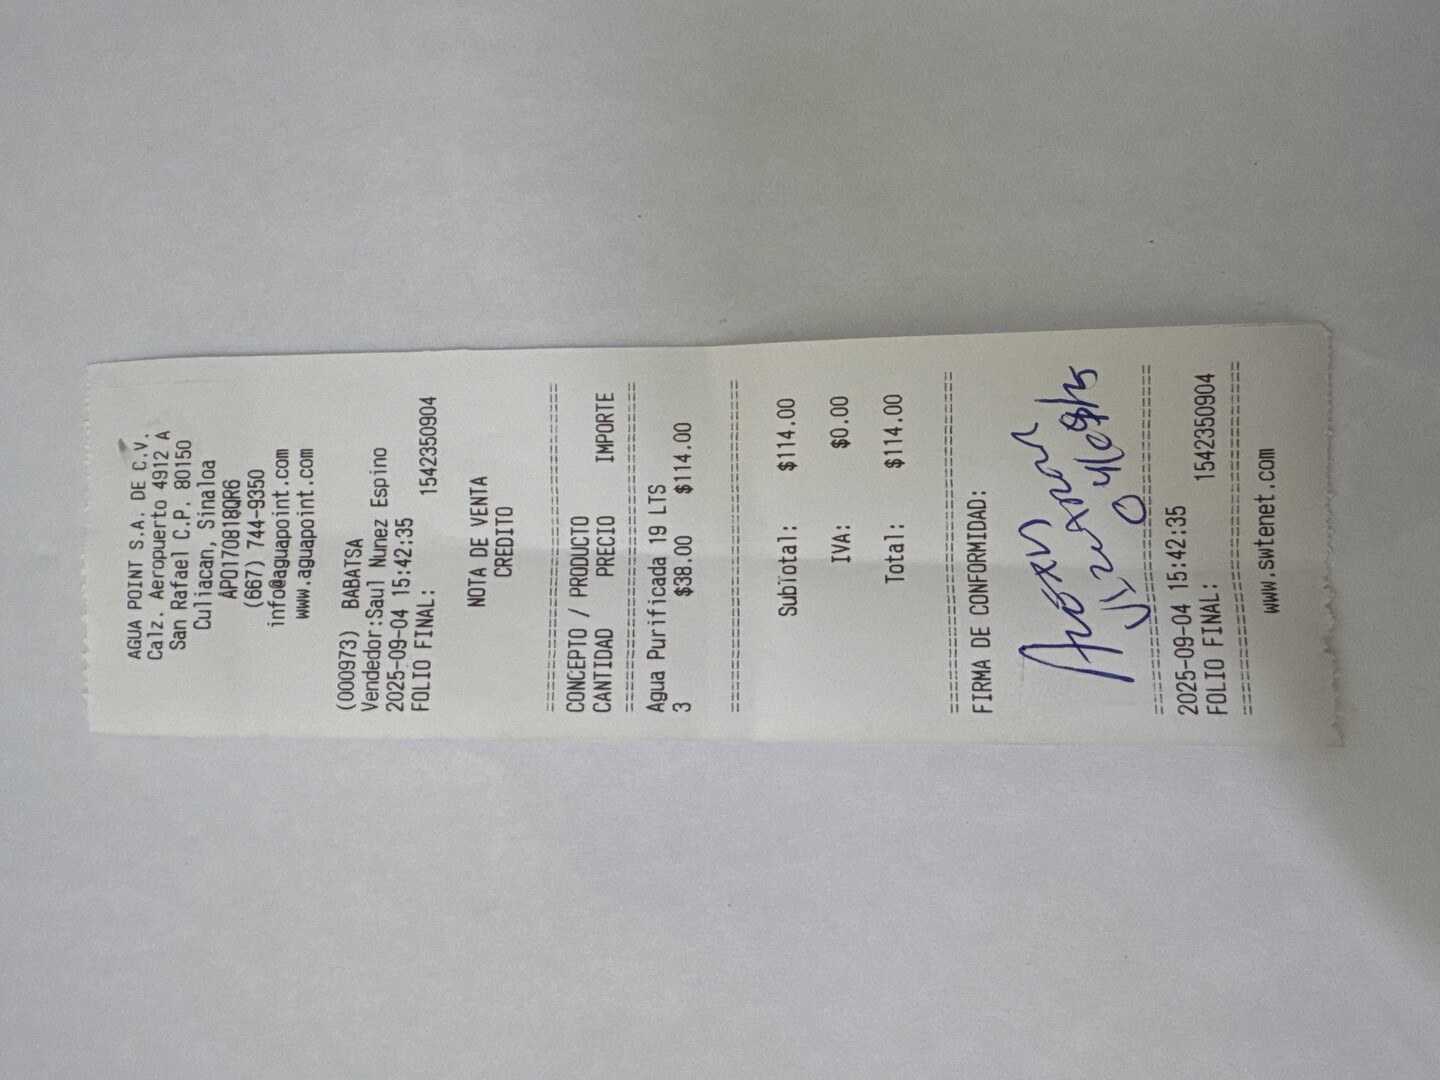 AGUA POINT S.A. DE C.V.
Calz. Aeropuerto 4912 A
San Rafael C.P. 80150
Culiacan, Sinaloa
APO170818QR6
(667) 744-9350
info@aguapoint.com
www.aguapoint.com
(000973) BABATSA
Vendedor:Saul Nunez Espino
2025-09-04 15:42:35
FOLIO FINAL: 1542350904
NOTA DE VENTA
CREDITO
================================
CONCEPTO / PRODUCTO
CANTIDAD PRECIO IMPORTE
================================
Agua Purificada 19 LTS
3 $38.00 $114.00
================================
SubTotal: $114.00
IVA: $0.00
Total: $114.00
================================
FIRMA DE CONFORMIDAD:
================================
2025-09-04 15:42:35
FOLIO FINAL: 1542350904
================================
www.swtenet.com